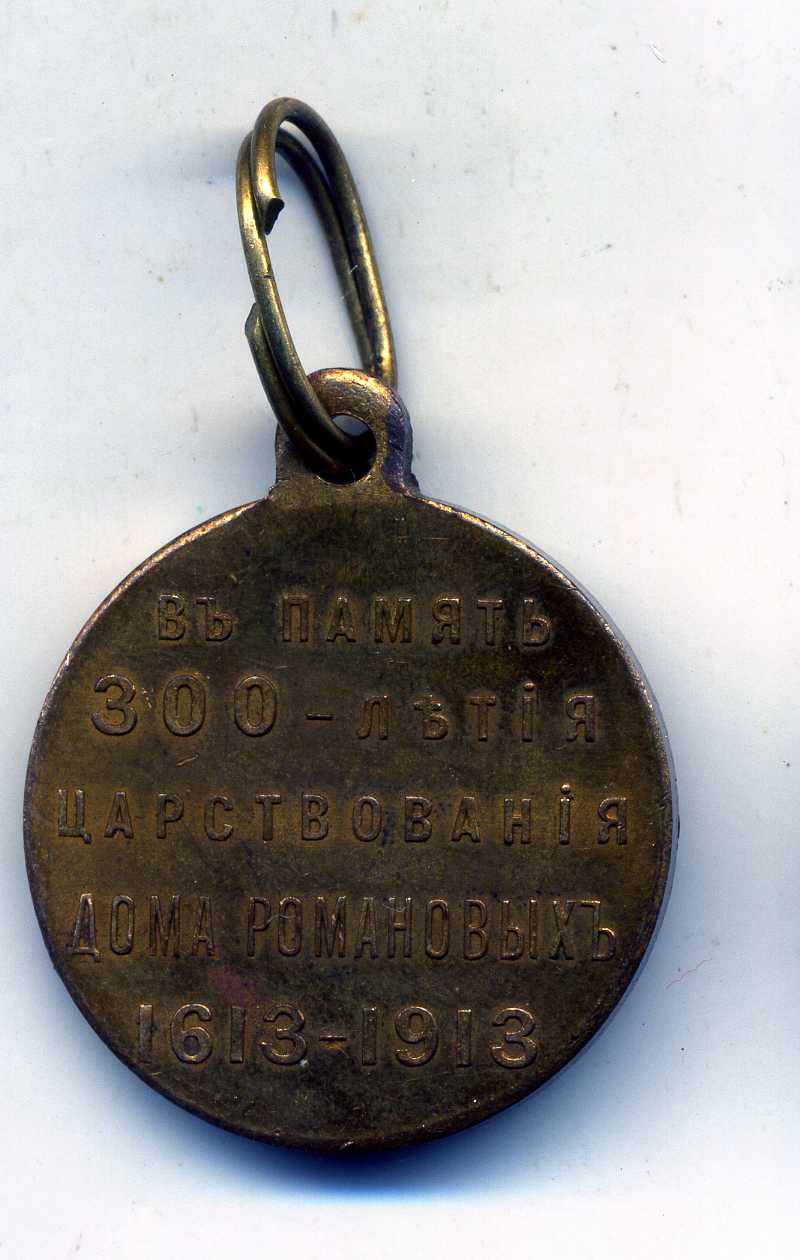 ВЪ ПАМЯТЬ
300-ЛѢТІЯ
ЦАРСТВОВАНІЯ
ДОМА РОМАНОВЫХЪ
1613-1913